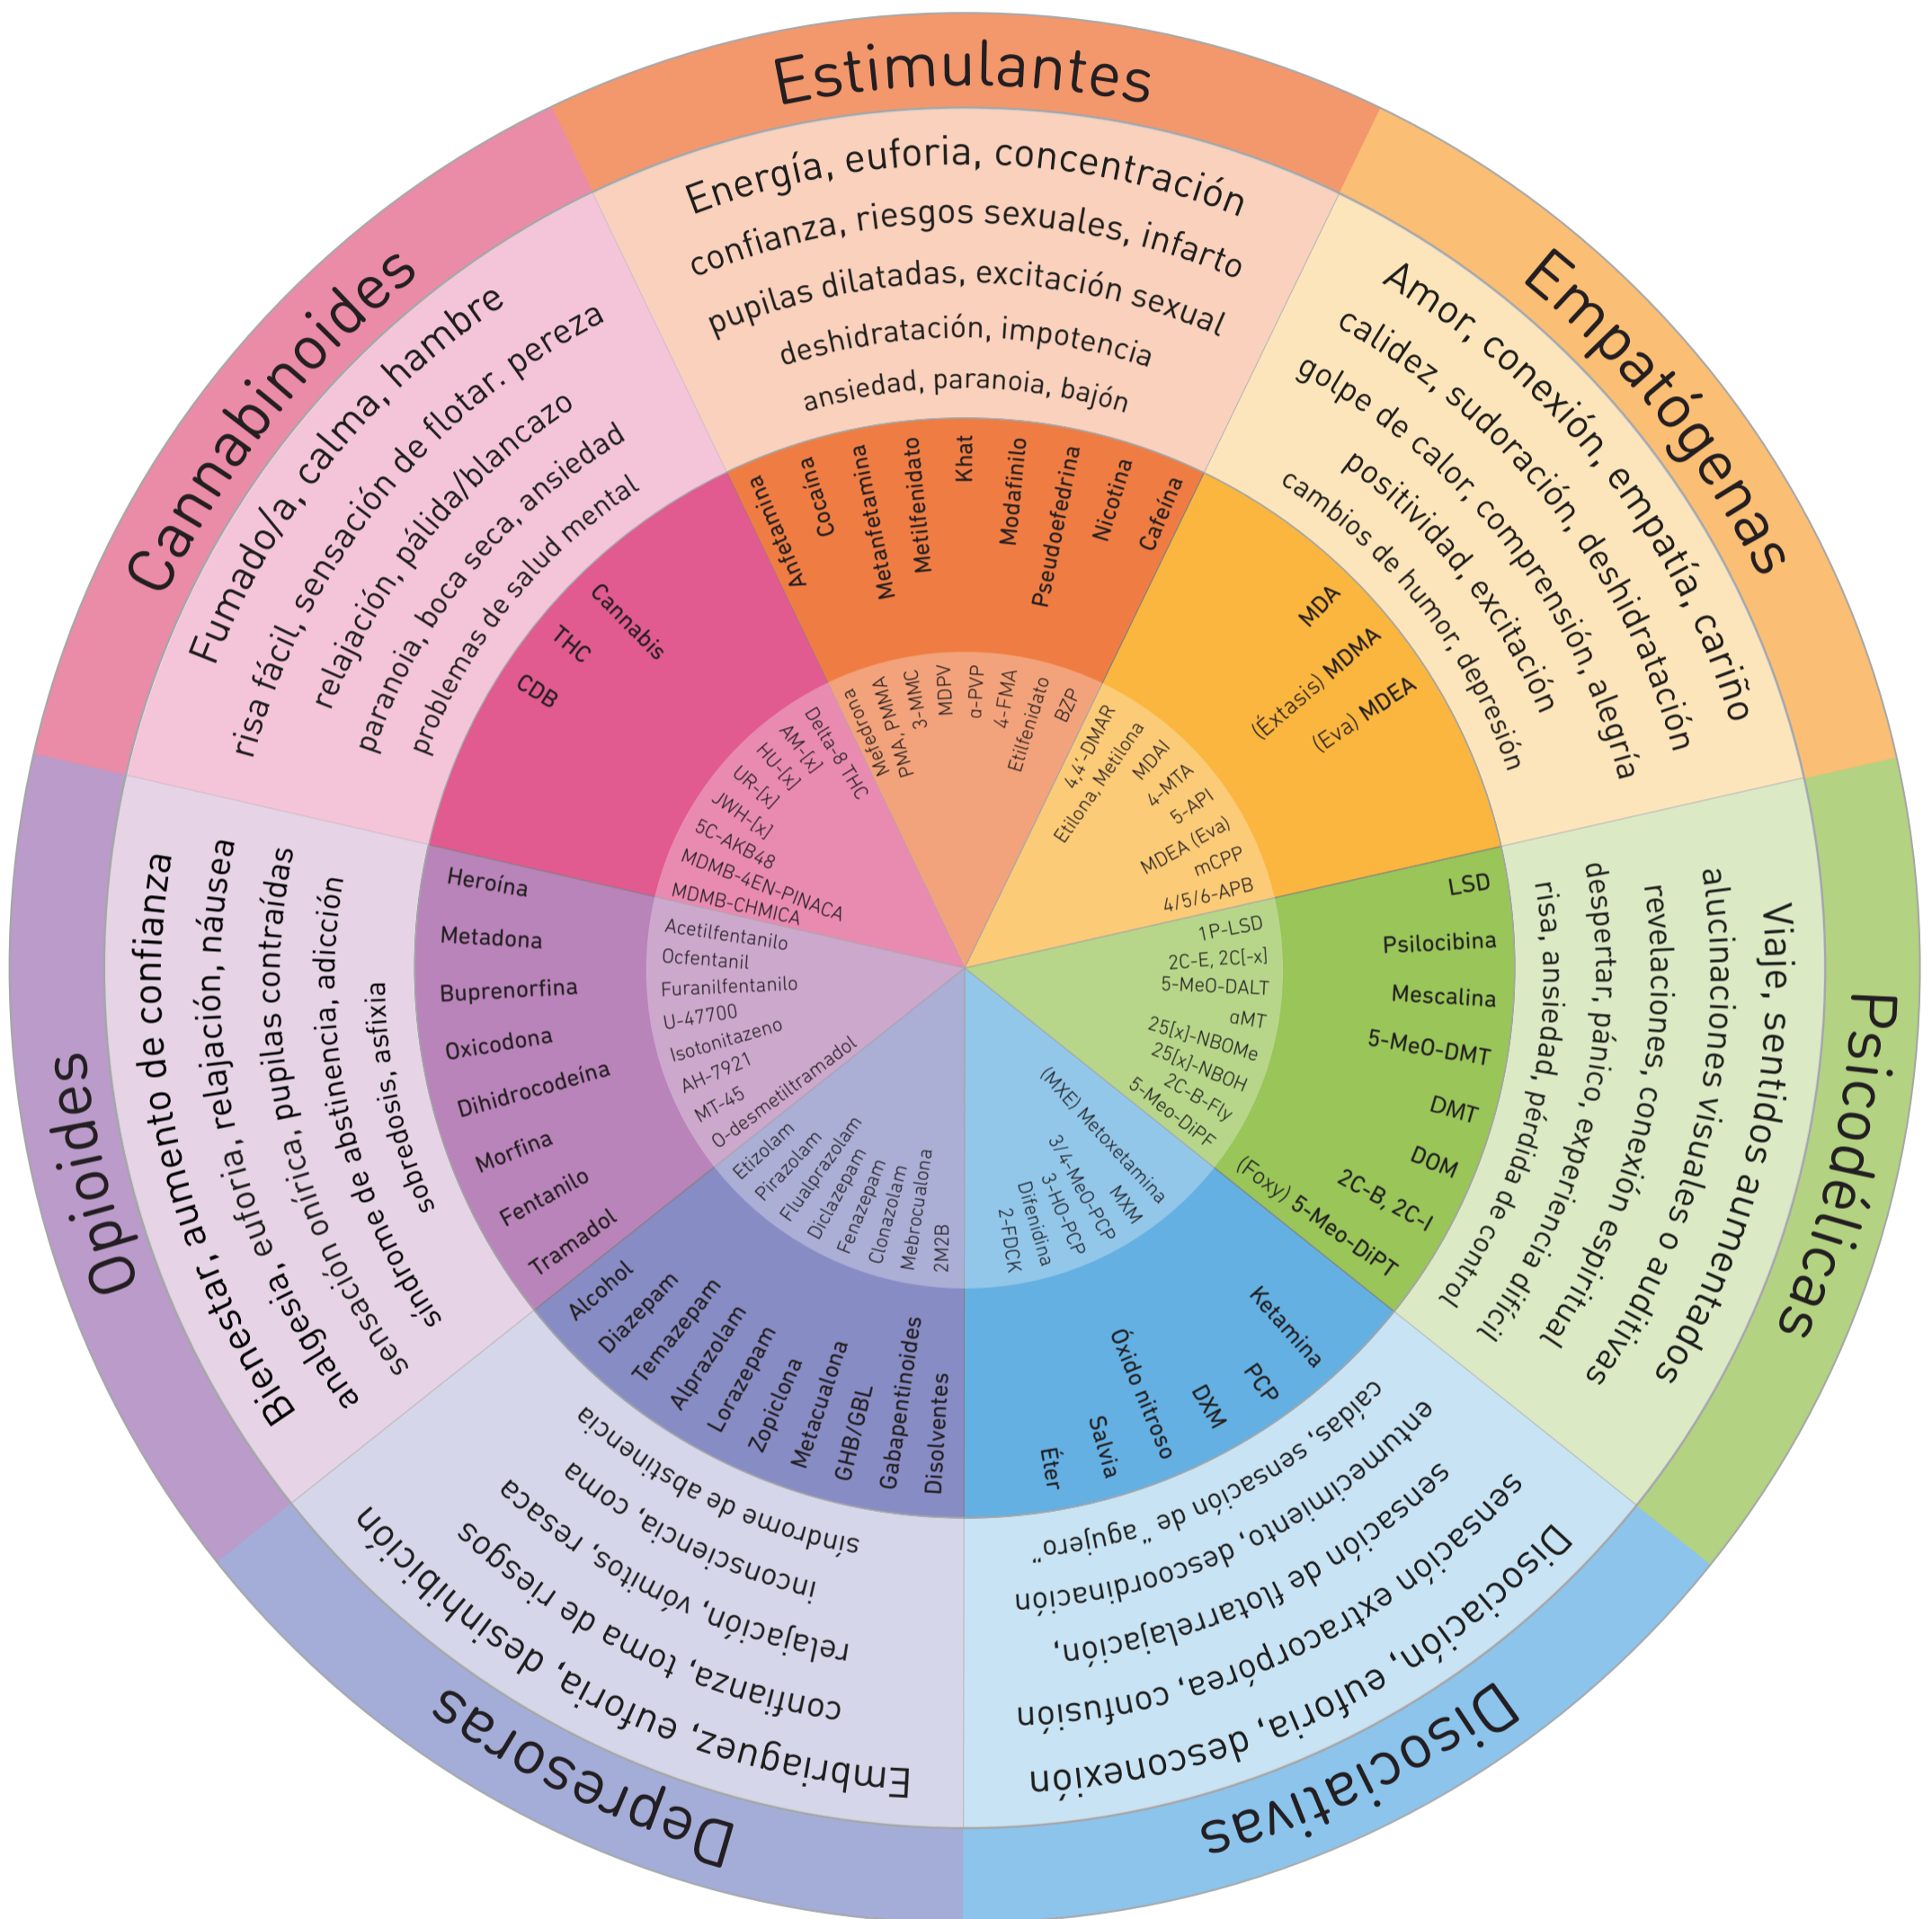 Estimulantes
Energía, euforia, concentración
confianza, riesgos sexuales, infarto
pupilas dilatadas, excitación sexual
deshidratación, impotencia
ansiedad, paranoia, bajón
Anfetamina
Cocaína
Metanfetamina
Metilfenidato
Khat
Modafinilo
Pseudoefedrina
Nicotina
Cafeína
Mefedrona
PMA, PMMA
3-MMC
MDPV
α-PVP
4-FMA
Etilfenidato
BZP
Empatógenas
Amor, conexión, empatía, cariño
calidez, sudoración, deshidratación
golpe de calor, comprensión, alegría
positividad, excitación
cambios de humor, depresión
MDA
(Éxtasis) MDMA
(Eva) MDEA
4,4'-DMAR
Etilona, Metilona
MDAI
4-MTA
5-API
MDEA (Eva)
mCPP
4/5/6-APB
Psicodélicas
Viaje, sentidos aumentados
alucinaciones visuales o auditivas
revelaciones, conexión espiritual
despertar, pánico, experiencia difícil
risa, ansiedad, pérdida de control
LSD
Psilocibina
Mescalina
5-MeO-DMT
DMT
DOM
2C-B, 2C-I
(Foxy) 5-Meo-DiPT
1P-LSD
2C-E, 2C[-x]
5-MeO-DALT
αMT
25[x]-NBOMe
25[x]-NBOH
2C-B-Fly
5-Meo-DiPF
Disociativas
Disociación, euforia, desconexión
sensación extracorpórea, confusión
sensación de flotarrelajación,
entumecimiento, descoordinación
caídas, sensación de “agujero”
Ketamina
PCP
DXM
Óxido nitroso
Salvia
Éter
(MXE) Metoxetamina
MXM
3/4-MeO-PCP
3-HO-PCP
Difenidina
2-FDCK
Depresoras
Embriaguez, euforia, desinhibición
confianza, toma de riesgos
relajación, vómitos, resaca
inconsciencia, coma
síndrome de abstinencia
Alcohol
Diazepam
Temazepam
Alprazolam
Lorazepam
Zopiclona
Metacualona
GHB/GBL
Gabapentinoides
Disolventes
Etizolam
Pirazolam
Flualprazolam
Diclazepam
Fenazepam
Clonazolam
Mebrocualona
2M2B
Opioides
Bienestar, aumento de confianza
analgesia, euforia, relajación, náusea
sensación onírica, pupilas contraídas
síndrome de abstinencia, adicción
sobredosis, asfixia
Heroína
Metadona
Buprenorfina
Oxicodona
Dihidrocodeína
Morfina
Fentanilo
Tramadol
Acetilfentanilo
Ocfentanil
Furanilfentanilo
U-47700
Isotonitazeno
AH-7921
MT-45
O-desmetiltramadol
Cannabinoides
Fumado/a, calma, hambre
risa fácil, sensación de flotar. pereza
relajación, pálida/blancazo
paranoia, boca seca, ansiedad
problemas de salud mental
Cannabis
THC
CDB
Delta-8 THC
AM-[x]
HU-[x]
UR-[x]
JWH-[x]
5C-AKB48
MDMB-4EN-PINACA
MDMB-CHMICA